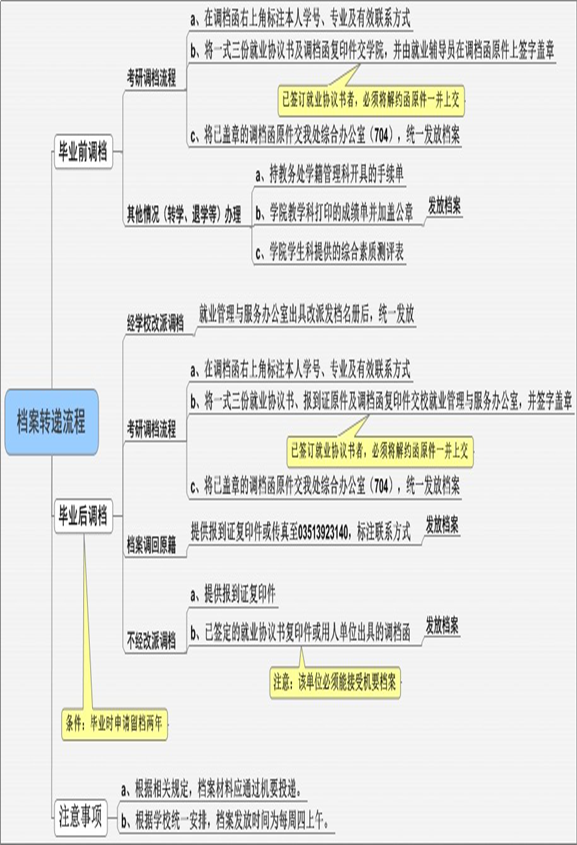 档案转递流程
毕业前调档
考研调档流程
a、在调档函右上角标注本人学号、专业及有效联系方式
b、将一式三份就业协议书及调档函复印件交学院，并由就业辅导员在调档函原件上签字盖章
已签订就业协议书者，必须将解约函原件一并上交
c、将已盖章的调档函原件交我处综合办公室（704），统一发放档案
其他情况（转学、退学等）办理
a、持教务处学籍管理科开具的手续单
b、学院教学科打印的成绩单并加盖公章
c、学院学生科提供的综合素质测评表
发放档案
毕业后调档
条件：毕业时申请留档两年
经学校改派调档
就业管理与服务办公室出具改派发档名册后，统一发放
考研调档流程
a、在调档函右上角标注本人学号、专业及有效联系方式
b、将一式三份就业协议书、报到证原件及调档函复印件交校就业管理与服务办公室，并签字盖章
已签订就业协议书者，必须将解约函原件一并上交
c、将已盖章的调档函原件交我处综合办公室（704），统一发放档案
档案调回原籍
提供报到证复印件或传真至03513923140，标注联系方式
发放档案
不经改派调档
a、提供报到证复印件
b、已签定的就业协议书复印件或用人单位出具的调档函
注意：该单位必须能接受机要档案
发放档案
注意事项
a、根据相关规定，档案材料应通过机要投递。
b、根据学校统一安排，档案发放时间为每周四上午。